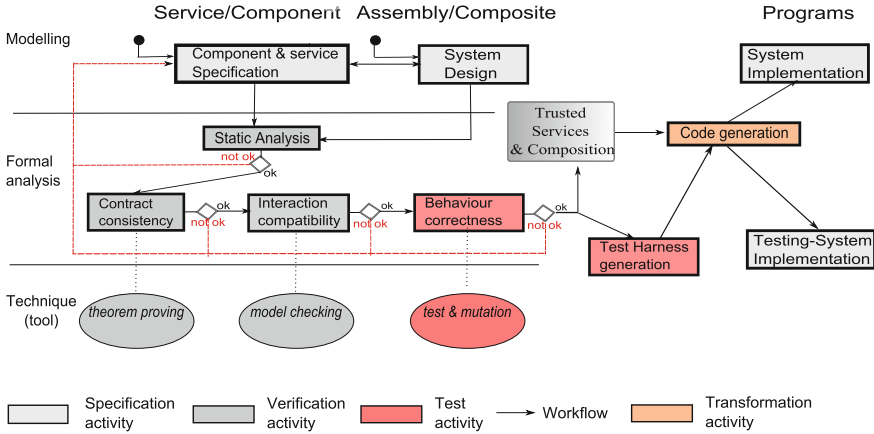 Service/Component Assembly/Composite Programs
Modelling
Component & service
Specification
System
Design
System
Implementation
Trusted
Services
& Composition
Code generation
Static Analysis
not ok
ok
Formal
analysis
Contract
consistency
ok
not ok
Interaction
compatibility
ok
not ok
Behaviour
correctness
ok
not ok
Test Harness
generation
Testing-System
Implementation
Technique
(tool)
theorem proving
model checking
test & mutation
Specification
activity
Verification
activity
Test
activity
Workflow
Transformation
activity